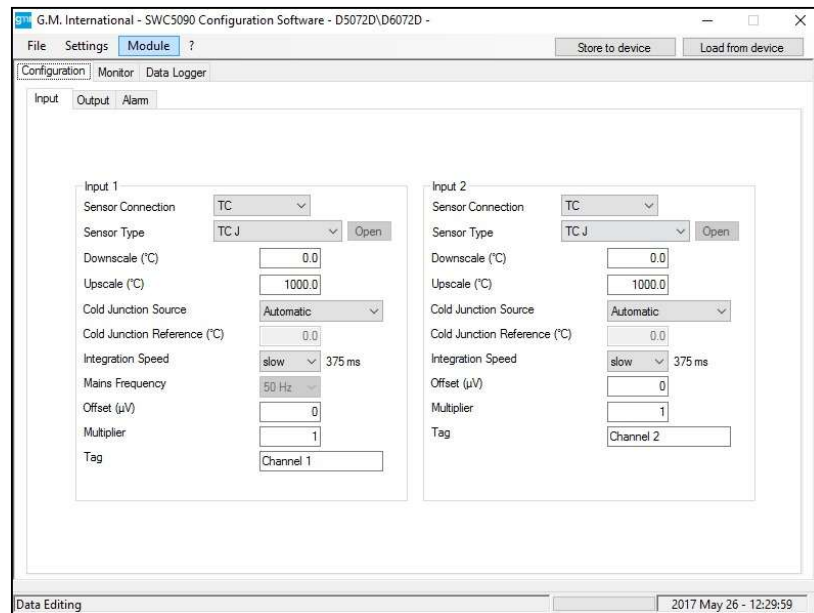 gmi G.M. International - SWC5090 Configuration Software - D5072D\D6072D -
File Settings Module ? Store to device Load from device
Configuration Monitor Data Logger
Input Output Alarm
Input 1
Sensor Connection TC
Sensor Type TC J Open
Downscale (°C) 0.0
Upscale (°C) 1000.0
Cold Junction Source Automatic
Cold Junction Reference (°C) 0.0
Integration Speed slow 375 ms
Mains Frequency 50 Hz
Offset (µV) 0
Multiplier 1
Tag Channel 1
Input 2
Sensor Connection TC
Sensor Type TC J Open
Downscale (°C) 0.0
Upscale (°C) 1000.0
Cold Junction Source Automatic
Cold Junction Reference (°C) 0.0
Integration Speed slow 375 ms
Offset (µV) 0
Multiplier 1
Tag Channel 2
Data Editing 2017 May 26 - 12:29:59